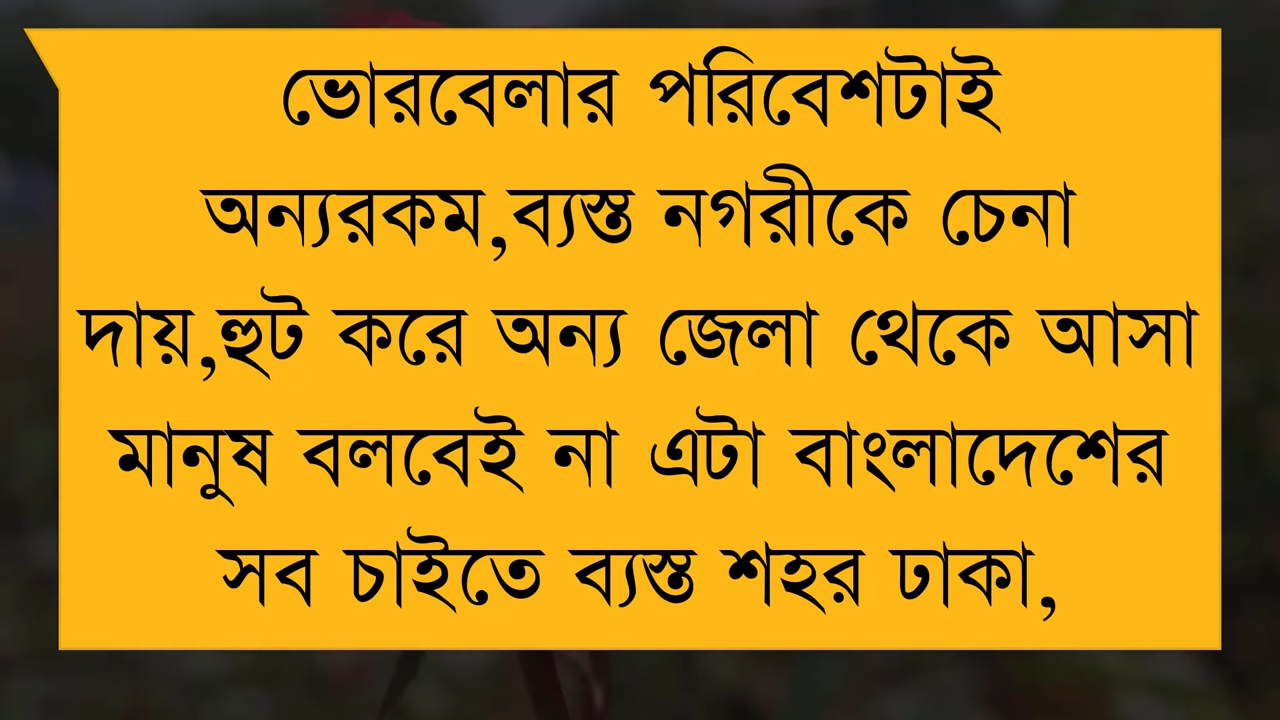 ভোরবেলার পরিবেশটাই
অন্যরকম,ব্যস্ত নগরীকে চেনা
দায়,হুট করে অন্য জেলা থেকে আসা
মানুষ বলবেই না এটা বাংলাদেশের
সব চাইতে ব্যস্ত শহর ঢাকা,